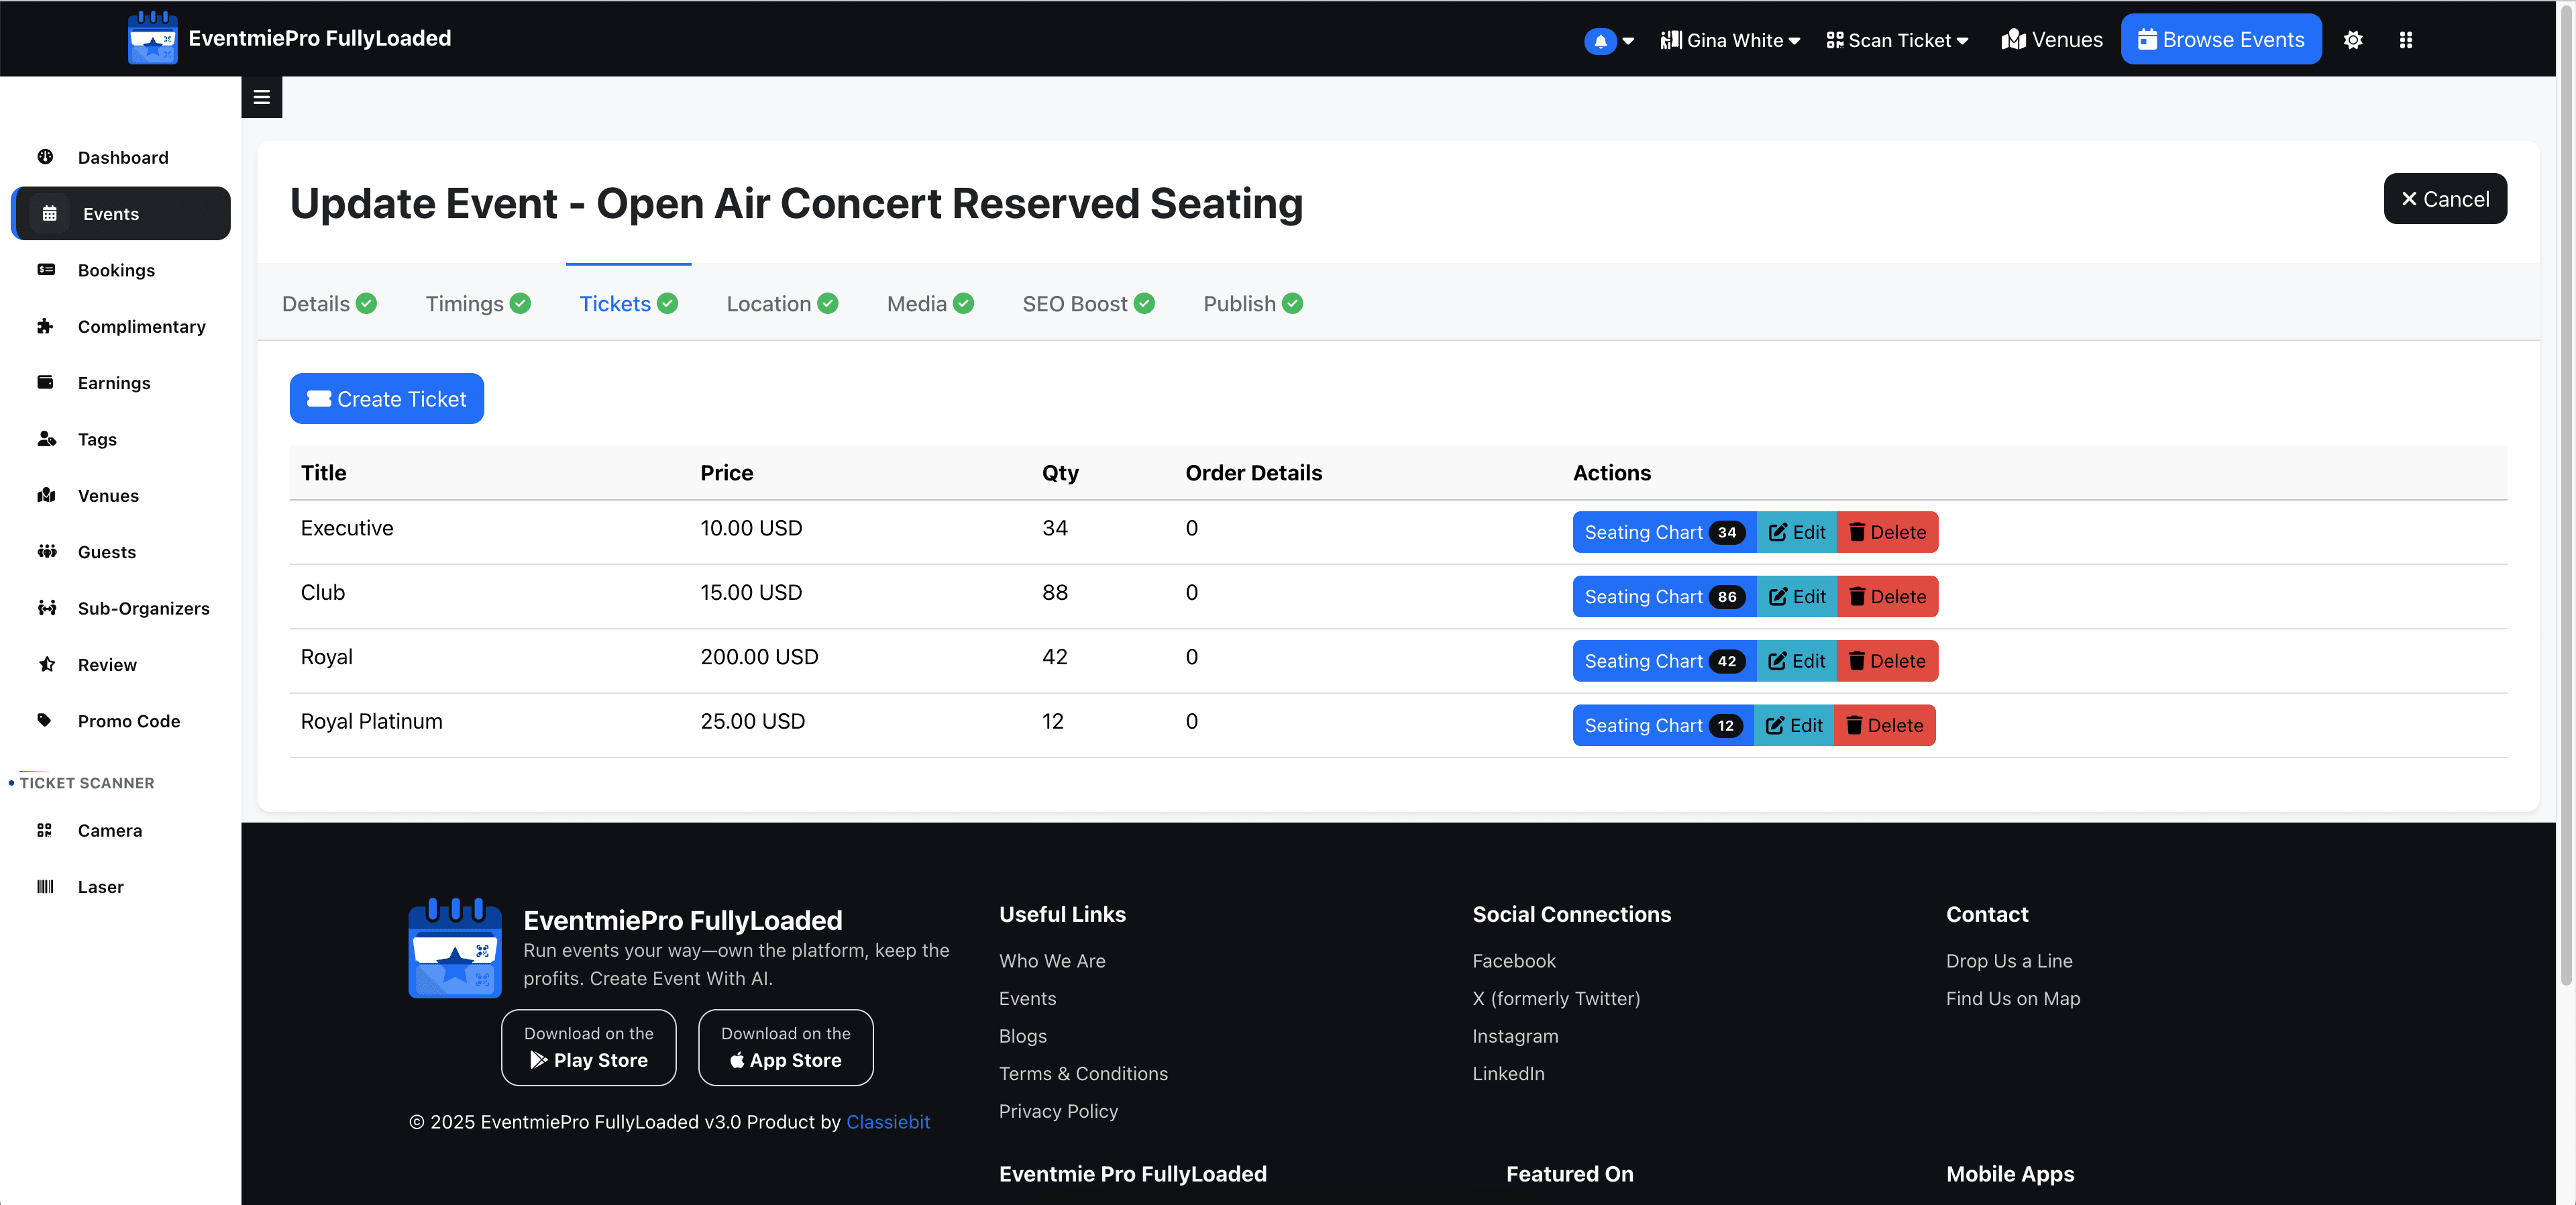 EventmiePro FullyLoaded
Gina White
Scan Ticket
Venues
Browse Events
Dashboard
Events
Bookings
Complimentary
Earnings
Tags
Venues
Guests
Sub-Organizers
Review
Promo Code
TICKET SCANNER
Camera
Laser
Update Event - Open Air Concert Reserved Seating
Cancel
Details
Timings
Tickets
Location
Media
SEO Boost
Publish
Create Ticket
Title Price Qty Order Details Actions
Executive 10.00 USD 34 0 Seating Chart 34 Edit Delete
Club 15.00 USD 88 0 Seating Chart 86 Edit Delete
Royal 200.00 USD 42 0 Seating Chart 42 Edit Delete
Royal Platinum 25.00 USD 12 0 Seating Chart 12 Edit Delete
EventmiePro FullyLoaded
Run events your way—own the platform, keep the
profits. Create Event With AI.
Download on the
Play Store
Download on the
App Store
© 2025 EventmiePro FullyLoaded v3.0 Product by Classiebit
Useful Links
Who We Are
Events
Blogs
Terms & Conditions
Privacy Policy
Social Connections
Facebook
X (formerly Twitter)
Instagram
LinkedIn
Contact
Drop Us a Line
Find Us on Map
Eventmie Pro FullyLoaded
Featured On
Mobile Apps